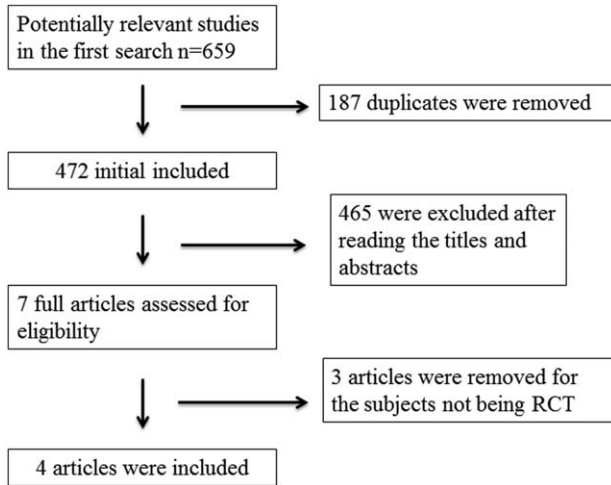 Potentially relevant studies
in the first search n=659
187 duplicates were removed
472 initial included
465 were excluded after
reading the titles and
abstracts
7 full articles assessed for
eligibility
3 articles were removed for
the subjects not being RCT
4 articles were included